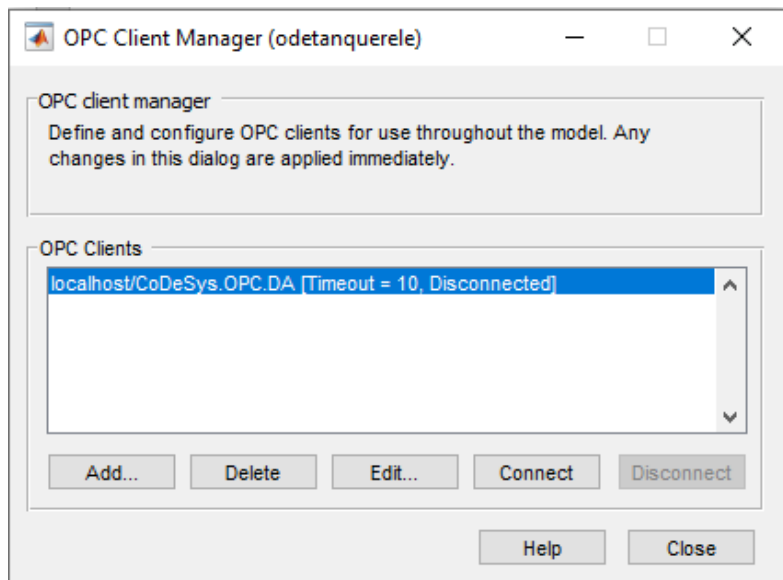 OPC Client Manager (odetanquerele)
OPC client manager
Define and configure OPC clients for use throughout the model. Any
changes in this dialog are applied immediately.
OPC Clients
localhost/CoDeSys.OPC.DA [Timeout = 10, Disconnected]
Add... Delete Edit... Connect Disconnect
Help Close